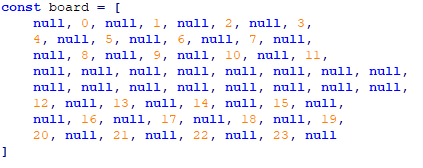 const board = [
null, 0, null, 1, null, 2, null, 3,
4, null, 5, null, 6, null, 7, null,
null, 8, null, 9, null, 10, null, 11,
null, null, null, null, null, null, null, null,
null, null, null, null, null, null, null, null,
12, null, 13, null, 14, null, 15, null,
null, 16, null, 17, null, 18, null, 19,
20, null, 21, null, 22, null, 23, null
]